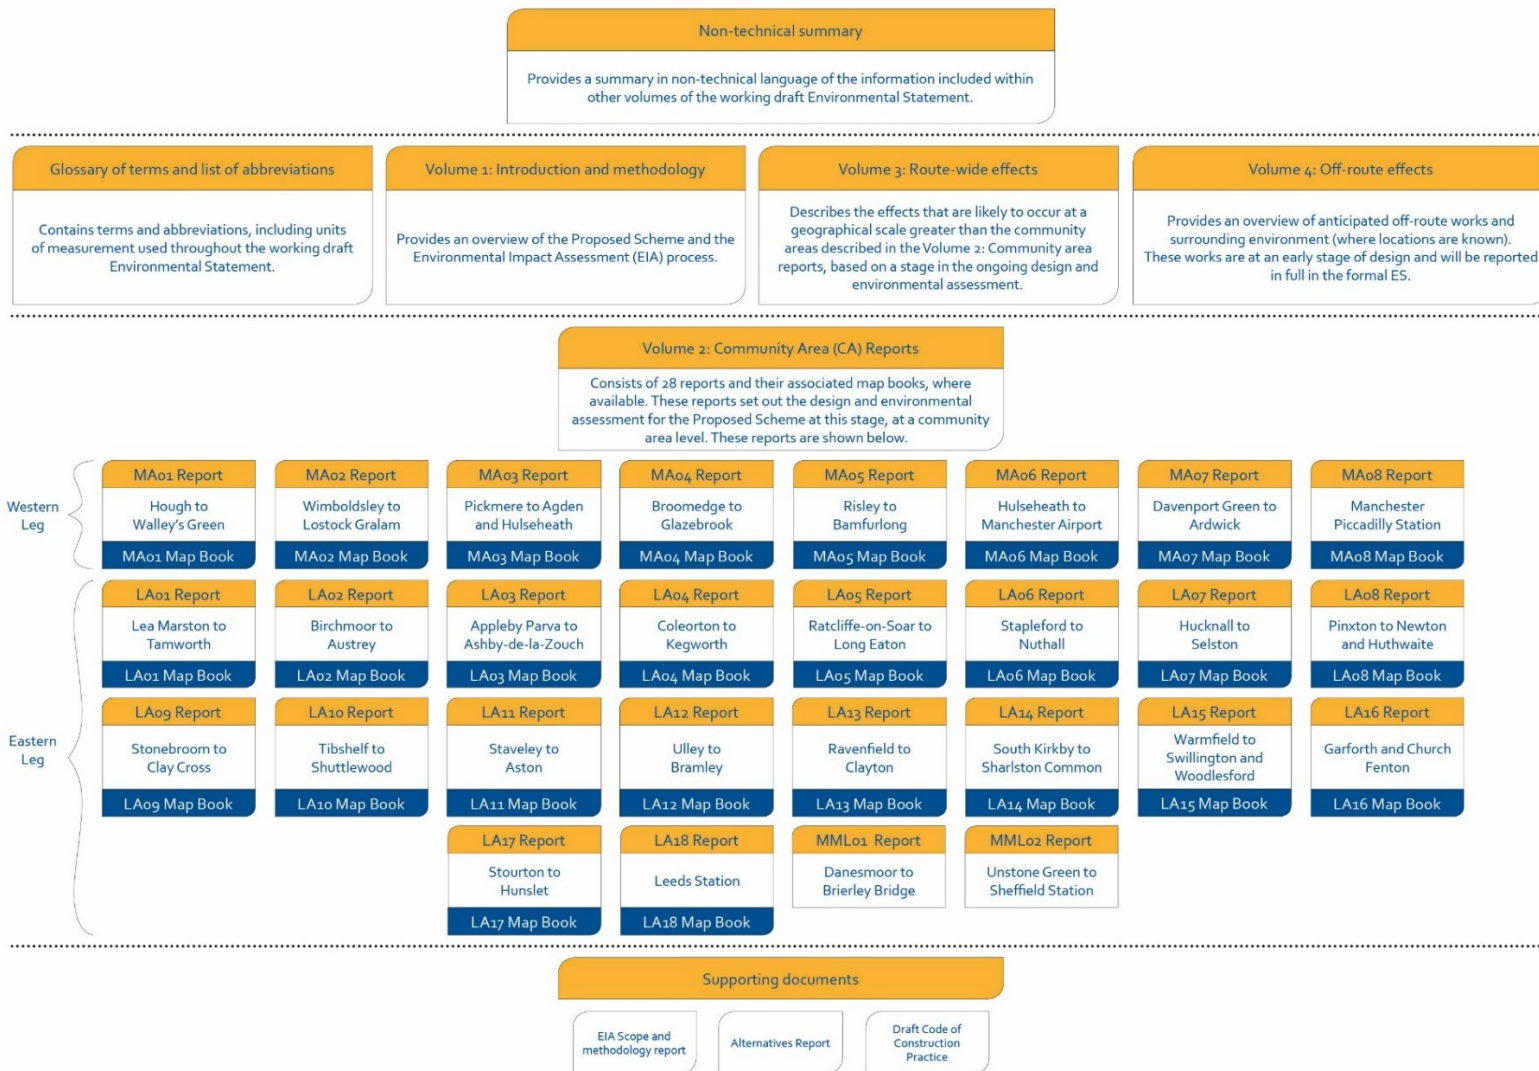 Non-technical summary
Provides a summary in non-technical language of the information included within
other volumes of the working draft Environmental Statement.
Glossary of terms and list of abbreviations
Contains terms and abbreviations, including units
of measurement used throughout the working draft
Environmental Statement.
Volume 1: Introduction and methodology
Provides an overview of the Proposed Scheme and the
Environmental Impact Assessment (EIA) process.
Volume 3: Route-wide effects
Describes the effects that are likely to occur at a
geographical scale greater than the community
areas described in the Volume 2: Community area
reports, based on a stage in the ongoing design and
environmental assessment.
Volume 4: Off-route effects
Provides an overview of anticipated off-route works and
surrounding environment (where locations are known).
These works are at an early stage of design and will be reported
in full in the formal ES.
Volume 2: Community Area (CA) Reports
Consists of 28 reports and their associated map books, where
available. These reports set out the design and environmental
assessment for the Proposed Scheme at this stage, at a community
area level. These reports are shown below.
Western
Leg
MA01 Report
Hough to
Walley's Green
MA01 Map Book
MA02 Report
Wimboldsley to
Lostock Gralam
MA02 Map Book
MA03 Report
Pickmere to Agden
and Hulseheath
MA03 Map Book
MA04 Report
Broomedge to
Glazebrook
MA04 Map Book
MA05 Report
Risley to
Bamfurlong
MA05 Map Book
MA06 Report
Hulseheath to
Manchester Airport
MA06 Map Book
MA07 Report
Davenport Green to
Ardwick
MA07 Map Book
MA08 Report
Manchester
Piccadilly Station
MA08 Map Book
Eastern
Leg
LA01 Report
Lea Marston to
Tamworth
LA01 Map Book
LA02 Report
Birchmoor to
Austrey
LA02 Map Book
LA03 Report
Appleby Parva to
Ashby-de-la-Zouch
LA03 Map Book
LA04 Report
Coleorton to
Kegworth
LA04 Map Book
LA05 Report
Ratcliffe-on-Soar to
Long Eaton
LA05 Map Book
LA06 Report
Stapleford to
Nuthall
LA06 Map Book
LA07 Report
Hucknall to
Selston
LA07 Map Book
LA08 Report
Pinxton to Newton
and Huthwaite
LA08 Map Book
LA09 Report
Stonebroom to
Clay Cross
LA09 Map Book
LA10 Report
Tibshelf to
Shuttlewood
LA10 Map Book
LA11 Report
Staveley to
Aston
LA11 Map Book
LA12 Report
Ulley to
Bramley
LA12 Map Book
LA13 Report
Ravenfield to
Clayton
LA13 Map Book
LA14 Report
South Kirkby to
Sharlston Common
LA14 Map Book
LA15 Report
Warmfield to
Swillington and
Woodlesford
LA15 Map Book
LA16 Report
Garforth and Church
Fenton
LA16 Map Book
LA17 Report
Stourton to
Hunslet
LA17 Map Book
LA18 Report
Leeds Station
LA18 Map Book
MML01 Report
Danesmoor to
Brierley Bridge
MML02 Report
Unstone Green to
Sheffield Station
Supporting documents
EIA Scope and
methodology report
Alternatives Report
Draft Code of
Construction
Practice